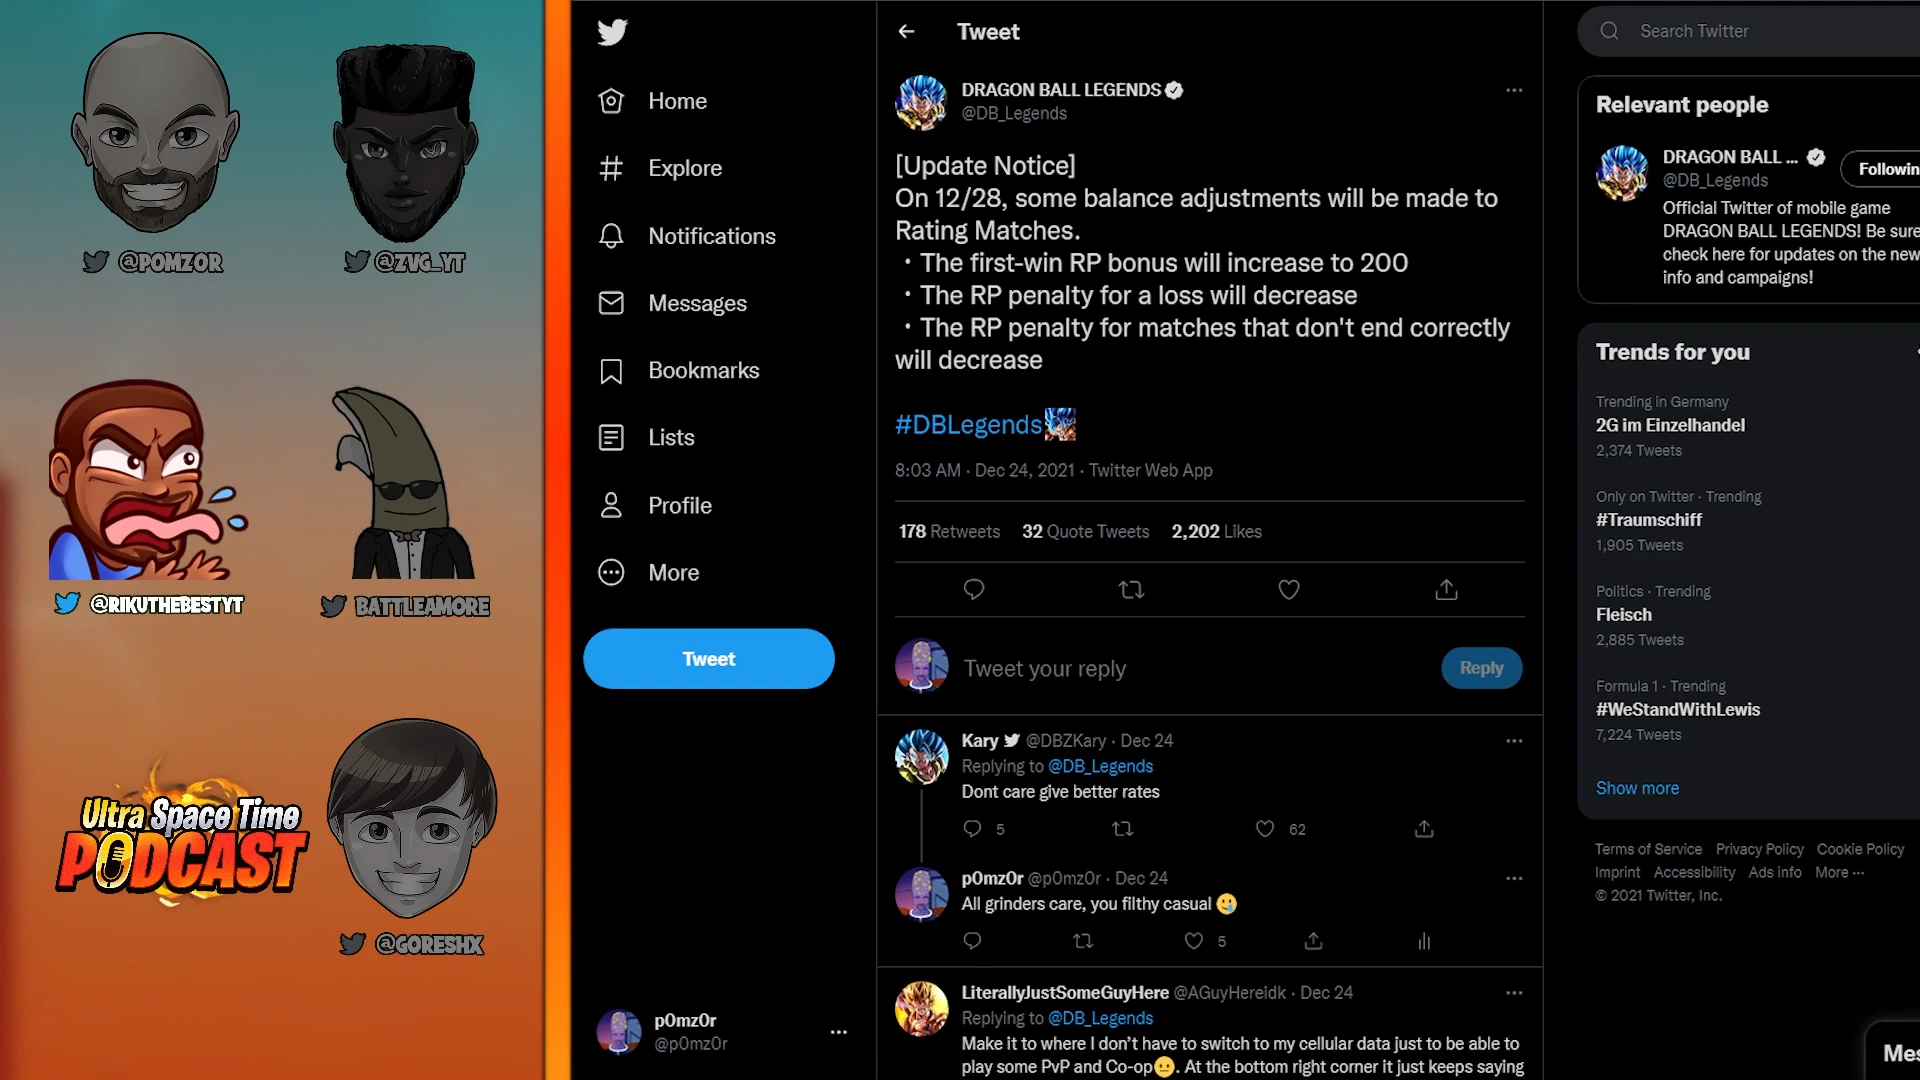 @POMZOR
@ZVG_YT
@RIKUTHEBESTYT
BATTLEAMORE
Ultra Space Time
PODCAST
@GORESHX
Home
Explore
Notifications
Messages
Bookmarks
Lists
Profile
More
Tweet
p0mz0r
@p0mz0r
Tweet
DRAGON BALL LEGENDS
@DB_Legends
[Update Notice]
On 12/28, some balance adjustments will be made to
Rating Matches.
・The first-win RP bonus will increase to 200
・The RP penalty for a loss will decrease
・The RP penalty for matches that don't end correctly
will decrease
#DBLegends
8:03 AM · Dec 24, 2021 · Twitter Web App
178 Retweets 32 Quote Tweets 2,202 Likes
Tweet your reply
Reply
Kary @DBZKary · Dec 24
Replying to @DB_Legends
Dont care give better rates
5 62
p0mz0r @p0mz0r · Dec 24
All grinders care, you filthy casual
5
LiterallyJustSomeGuyHere @AGuyHereidk · Dec 24
Replying to @DB_Legends
Make it to where I don't have to switch to my cellular data just to be able to
play some PvP and Co-op. At the bottom right corner it just keeps saying
Search Twitter
Relevant people
DRAGON BALL ...
@DB_Legends
Followin
Official Twitter of mobile game
DRAGON BALL LEGENDS! Be sure
check here for updates on the new
info and campaigns!
Trends for you
Trending in Germany
2G im Einzelhandel
2,374 Tweets
Only on Twitter · Trending
#Traumschiff
1,905 Tweets
Politics · Trending
Fleisch
2,885 Tweets
Formula 1 · Trending
#WeStandWithLewis
7,224 Tweets
Show more
Terms of Service Privacy Policy Cookie Policy
Imprint Accessibility Ads info More ···
© 2021 Twitter, Inc.
Mes